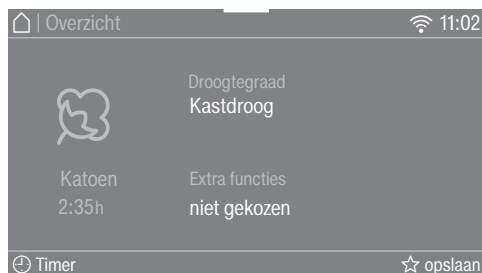 | Overzicht
11:02
Droogtegraad
Kastdroog
Katoen
2:35h
Extra functies
niet gekozen
Timer
opslaan